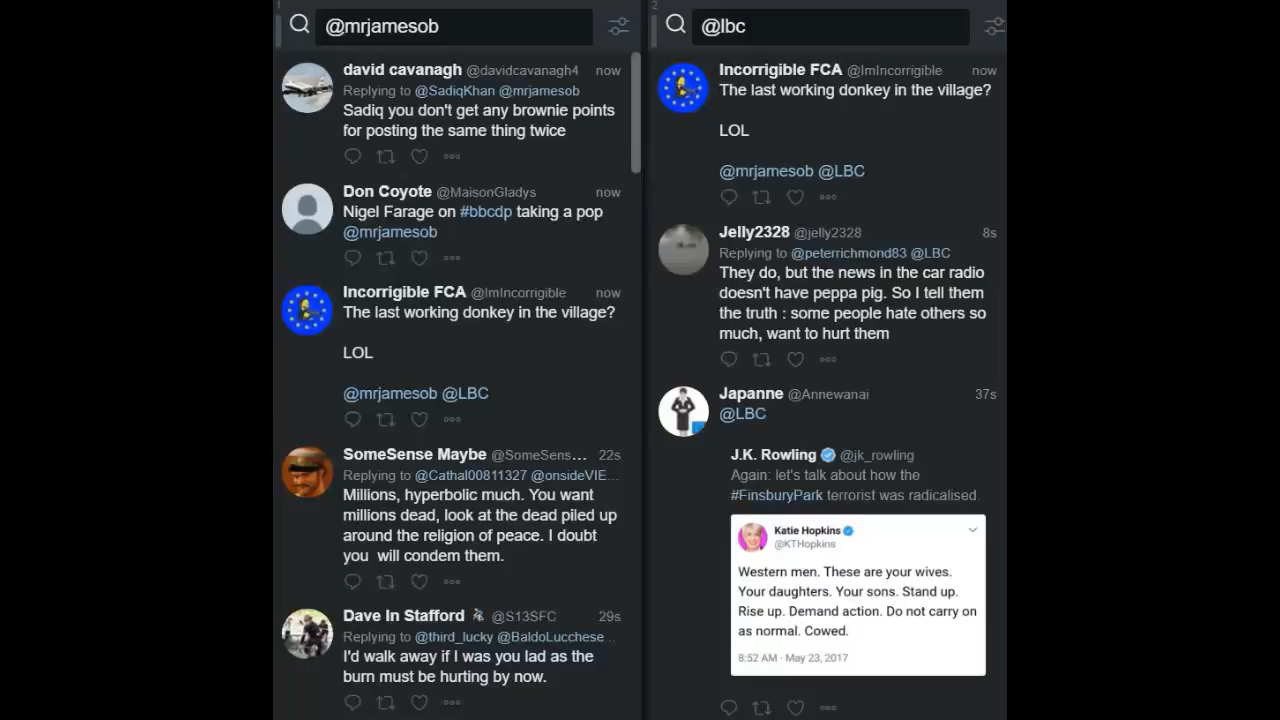 1
@mrjamesob
david cavanagh @davidcavanagh4 now
Replying to @SadiqKhan @mrjamesob
Sadiq you don't get any brownie points
for posting the same thing twice
Don Coyote @MaisonGladys now
Nigel Farage on #bbcdp taking a pop
@mrjamesob
Incorrigible FCA @ImIncorrigible now
The last working donkey in the village?
LOL
@mrjamesob @LBC
SomeSense Maybe @SomeSens... 22s
Replying to @Cathal00811327 @onsideVIE...
Millions, hyperbolic much. You want
millions dead, look at the dead piled up
around the religion of peace. I doubt
you will condem them.
Dave In Stafford @S13SFC 29s
Replying to @third_lucky @BaldoLucchese...
I'd walk away if I was you lad as the
burn must be hurting by now.
2
@lbc
Incorrigible FCA @ImIncorrigible now
The last working donkey in the village?
LOL
@mrjamesob @LBC
Jelly2328 @jelly2328 8s
Replying to @peterrichmond83 @LBC
They do, but the news in the car radio
doesn't have peppa pig. So I tell them
the truth : some people hate others so
much, want to hurt them
Japanne @Annewanai 37s
@LBC
J.K. Rowling @jk_rowling
Again: let's talk about how the
#FinsburyPark terrorist was radicalised.
Katie Hopkins
@KTHopkins
Western men. These are your wives.
Your daughters. Your sons. Stand up.
Rise up. Demand action. Do not carry on
as normal. Cowed.
8:52 AM - May 23, 2017